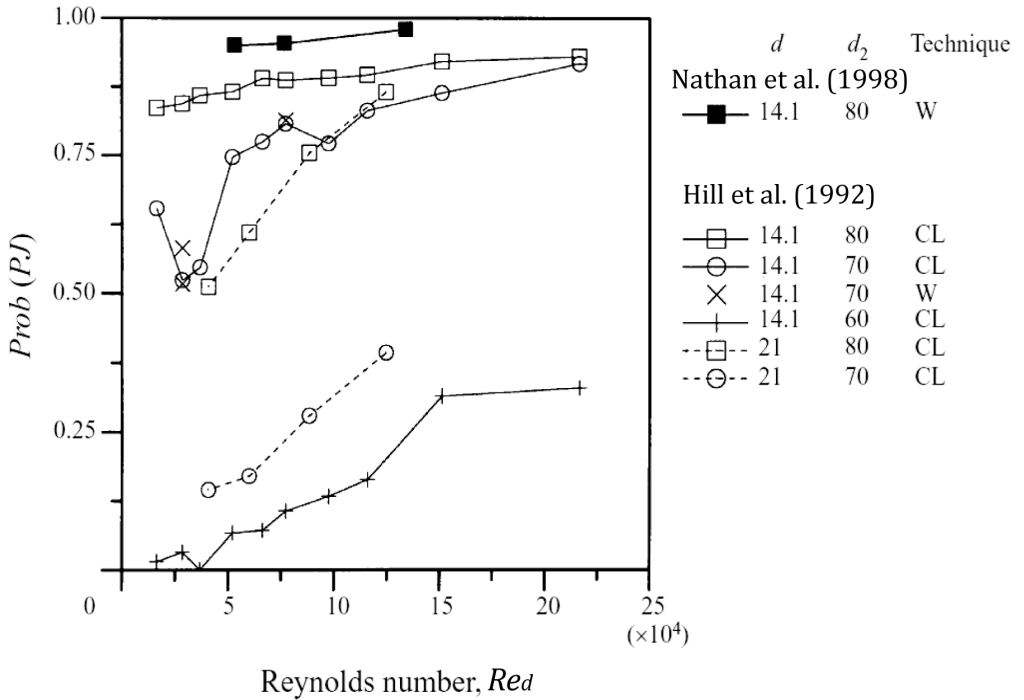 1.00
0.75
0.50
0.25
Prob (PJ)
0 5 10 15 20 25
(×10⁴)
Reynolds number, Red
d d₂ Technique
Nathan et al. (1998)
14.1 80 W
Hill et al. (1992)
14.1 80 CL
14.1 70 CL
14.1 70 W
14.1 60 CL
21 80 CL
21 70 CL